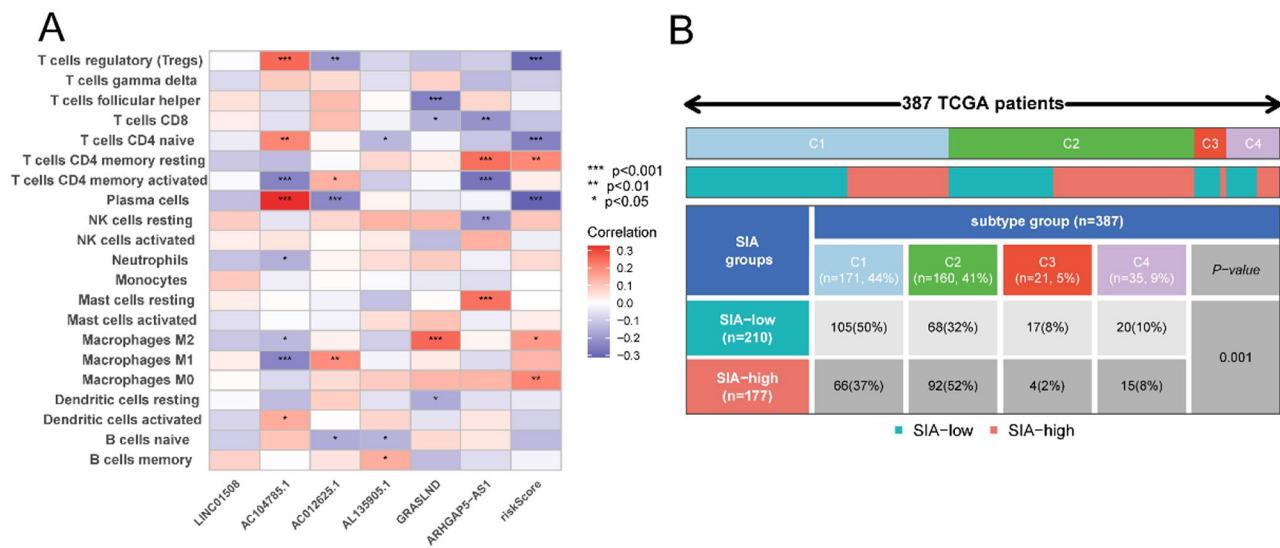 A
T cells regulatory (Tregs) *** ** ***
T cells gamma delta
T cells follicular helper ***
T cells CD8 * **
T cells CD4 naive ** * ***
T cells CD4 memory resting *** **
T cells CD4 memory activated *** * ***
Plasma cells *** *** ***
NK cells resting **
NK cells activated
Neutrophils *
Monocytes
Mast cells resting ***
Mast cells activated
Macrophages M2 * *** *
Macrophages M1 *** **
Macrophages M0 **
Dendritic cells resting *
Dendritic cells activated *
B cells naive * *
B cells memory *
LINC01508
AC104785.1
AC012625.1
AL135905.1
GRASLND
ARHGAP5−AS1
riskScore
*** p<0.001
** p<0.01
* p<0.05
Correlation
0.3
0.2
0.1
0.0
−0.1
−0.2
−0.3
B
387 TCGA patients
C1 C2 C3 C4
SIA
groups
subtype group (n=387)
C1 C2 C3 C4
(n=171, 44%) (n=160, 41%) (n=21, 5%) (n=35, 9%)
P−value
SIA−low
(n=210)
105(50%) 68(32%) 17(8%) 20(10%)
0.001
SIA−high
(n=177)
66(37%) 92(52%) 4(2%) 15(8%)
SIA−low SIA−high